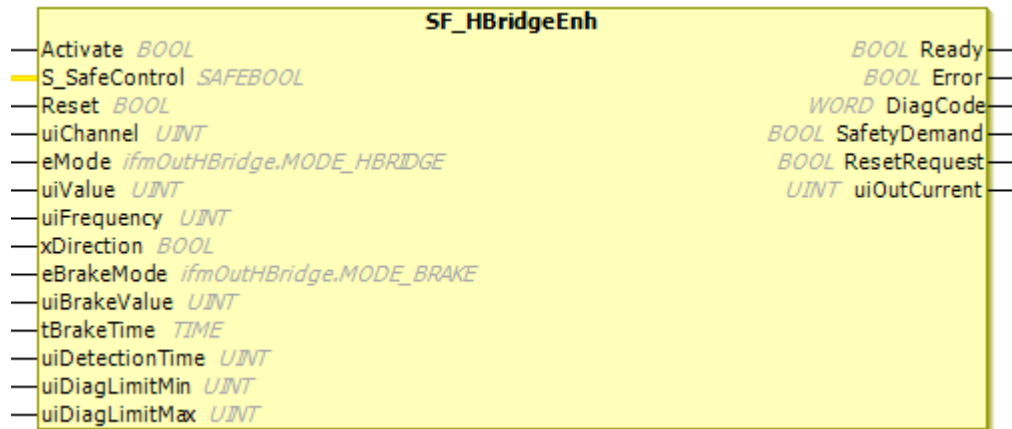 SF_HBridgeEnh
Activate BOOL BOOL Ready
S_SafeControl SAFEBOOL BOOL Error
Reset BOOL WORD DiagCode
uiChannel UINT BOOL SafetyDemand
eMode ifmOutHBridge.MODE_HBRIDGE BOOL ResetRequest
uiValue UINT UINT uiOutCurrent
uiFrequency UINT
xDirection BOOL
eBrakeMode ifmOutHBridge.MODE_BRAKE
uiBrakeValue UINT
tBrakeTime TIME
uiDetectionTime UINT
uiDiagLimitMin UINT
uiDiagLimitMax UINT